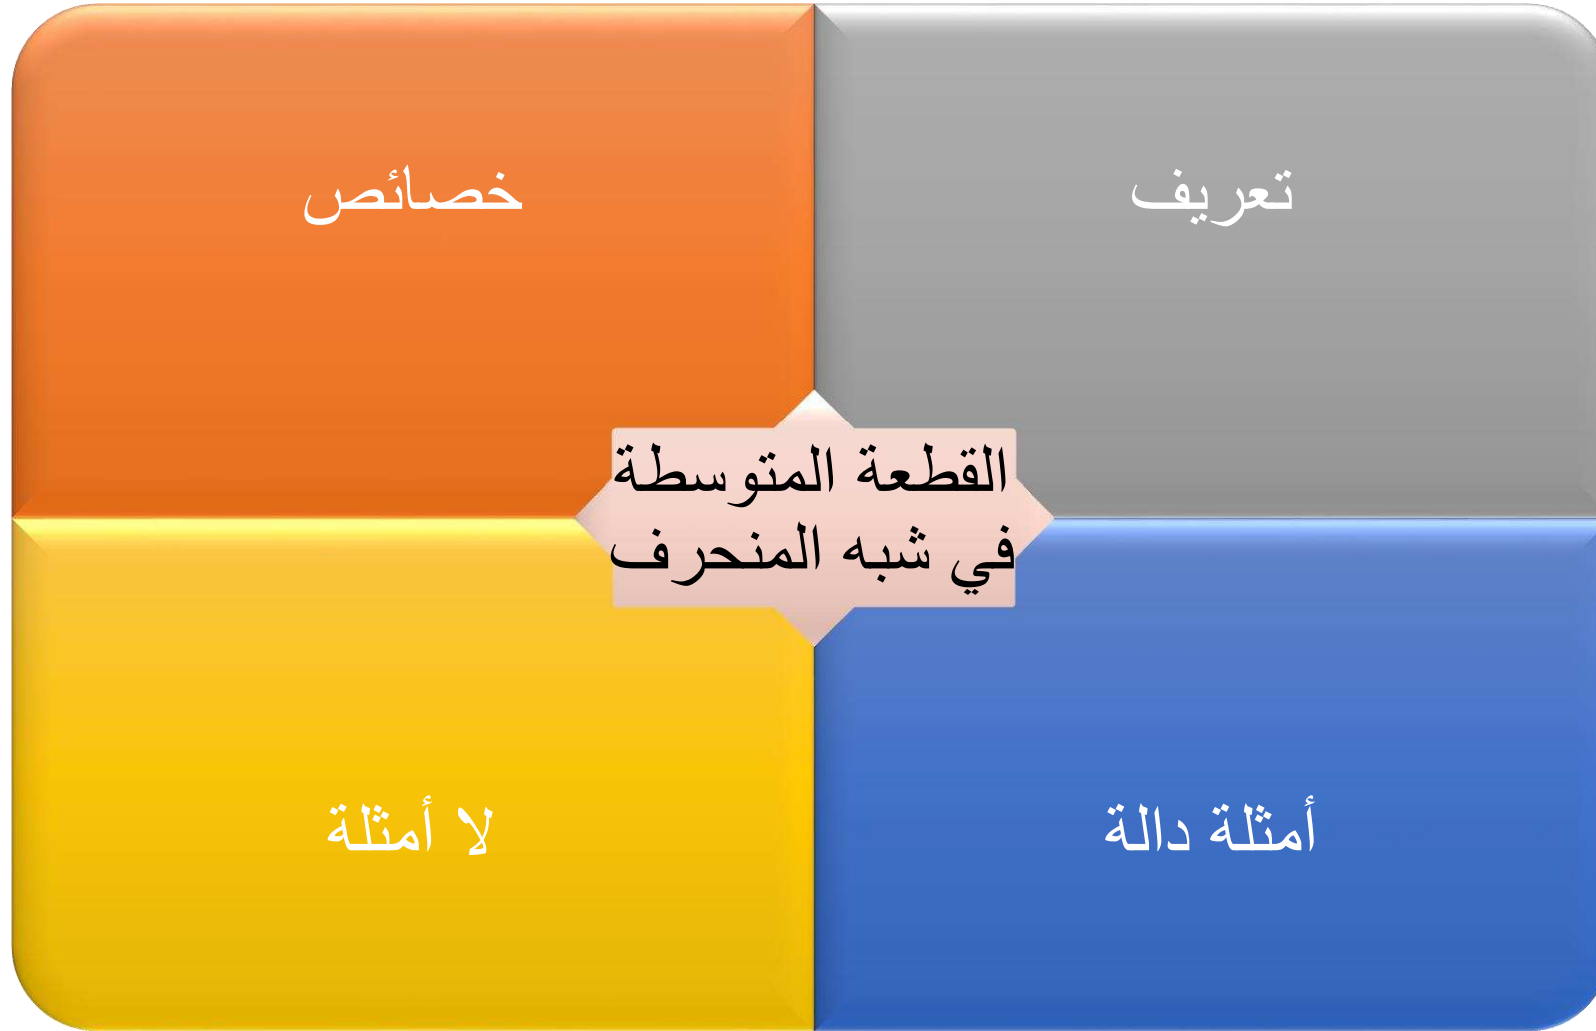 تعريف
خصائص
القطعة المتوسطة
في شبه المنحرف
أمثلة دالة
لا أمثلة